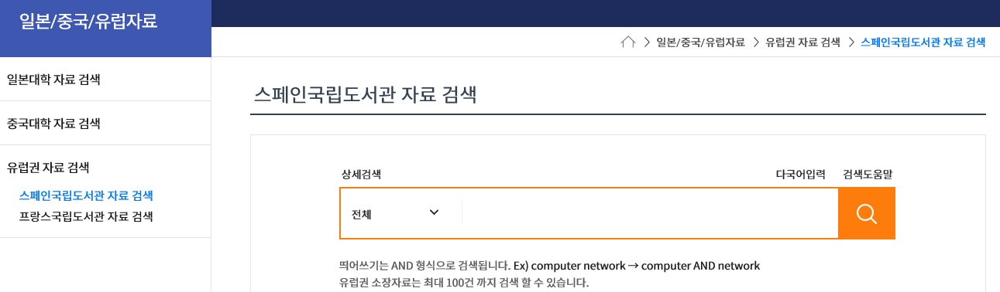 일본/중국/유럽자료
일본/중국/유럽자료 유럽권 자료 검색 스페인국립도서관 자료 검색
일본대학 자료 검색
중국대학 자료 검색
유럽권 자료 검색
스페인국립도서관 자료 검색
프랑스국립도서관 자료 검색
스페인국립도서관 자료 검색
상세검색 다국어입력 검색도움말
전체
띄어쓰기는 AND 형식으로 검색됩니다. Ex) computer network → computer AND network
유럽권 소장자료는 최대 100건 까지 검색 할 수 있습니다.